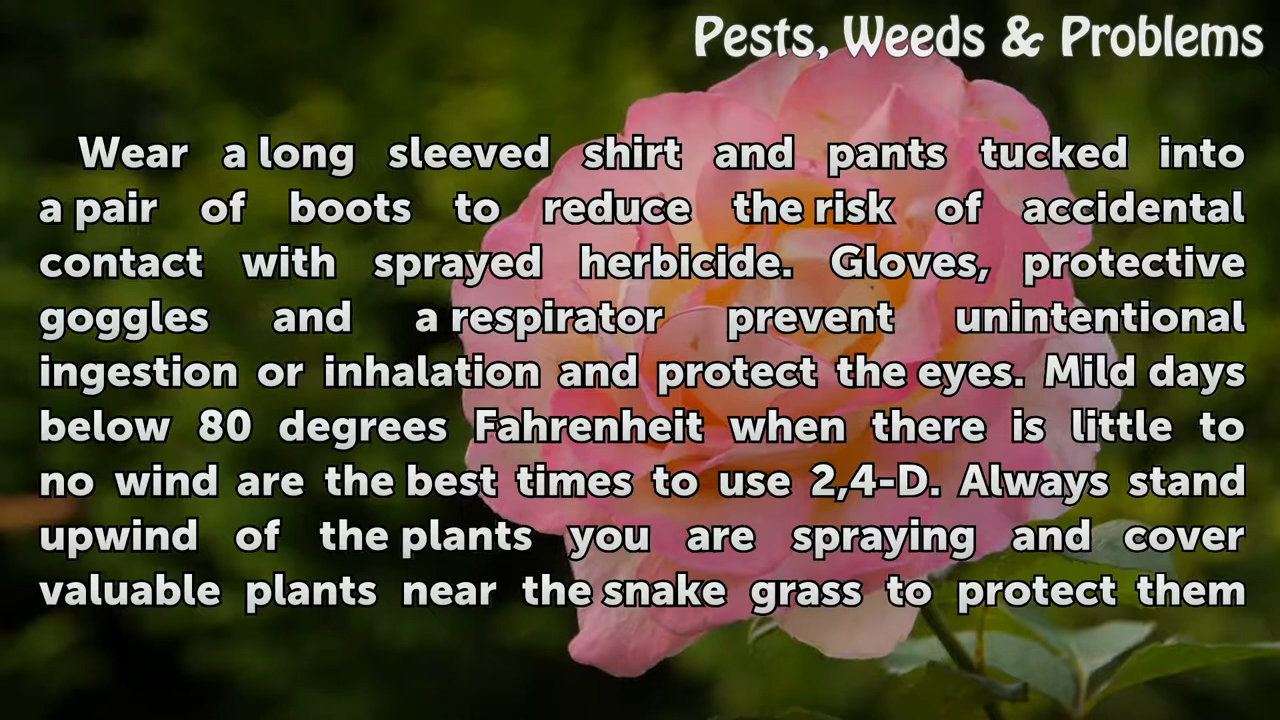 Pests, Weeds & Problems
Wear a long sleeved shirt and pants tucked into
a pair of boots to reduce the risk of accidental
contact with sprayed herbicide. Gloves, protective
goggles and a respirator prevent unintentional
ingestion or inhalation and protect the eyes. Mild days
below 80 degrees Fahrenheit when there is little to
no wind are the best times to use 2,4-D. Always stand
upwind of the plants you are spraying and cover
valuable plants near the snake grass to protect them